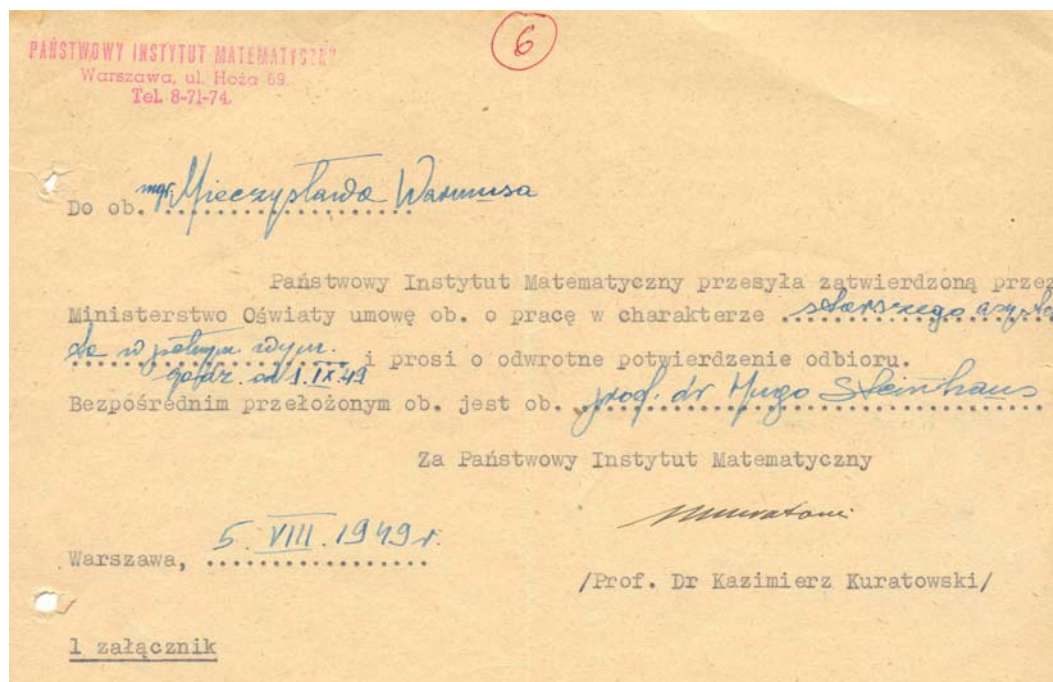 6
PAŃSTWOWY INSTYTUT MATEMATYCZNY
Warszawa, ul. Hoża 69.
Tel. 8-71-74.
Do ob. mgr. Mieczysława Warmusa
Państwowy Instytut Matematyczny przesyła zatwierdzoną przez
Ministerstwo Oświaty umowę ob. o pracę w charakterze starszego asysten
ta w pełnym wym. i prosi o odwrotne potwierdzenie odbioru.
godz. od 1.IX.49
Bezpośrednim przełożonym ob. jest ob. prof. dr Hugo Steinhaus
Za Państwowy Instytut Matematyczny
5. VIII. 1949 r.
Warszawa, .................
/Prof. Dr Kazimierz Kuratowski/
1 załącznik